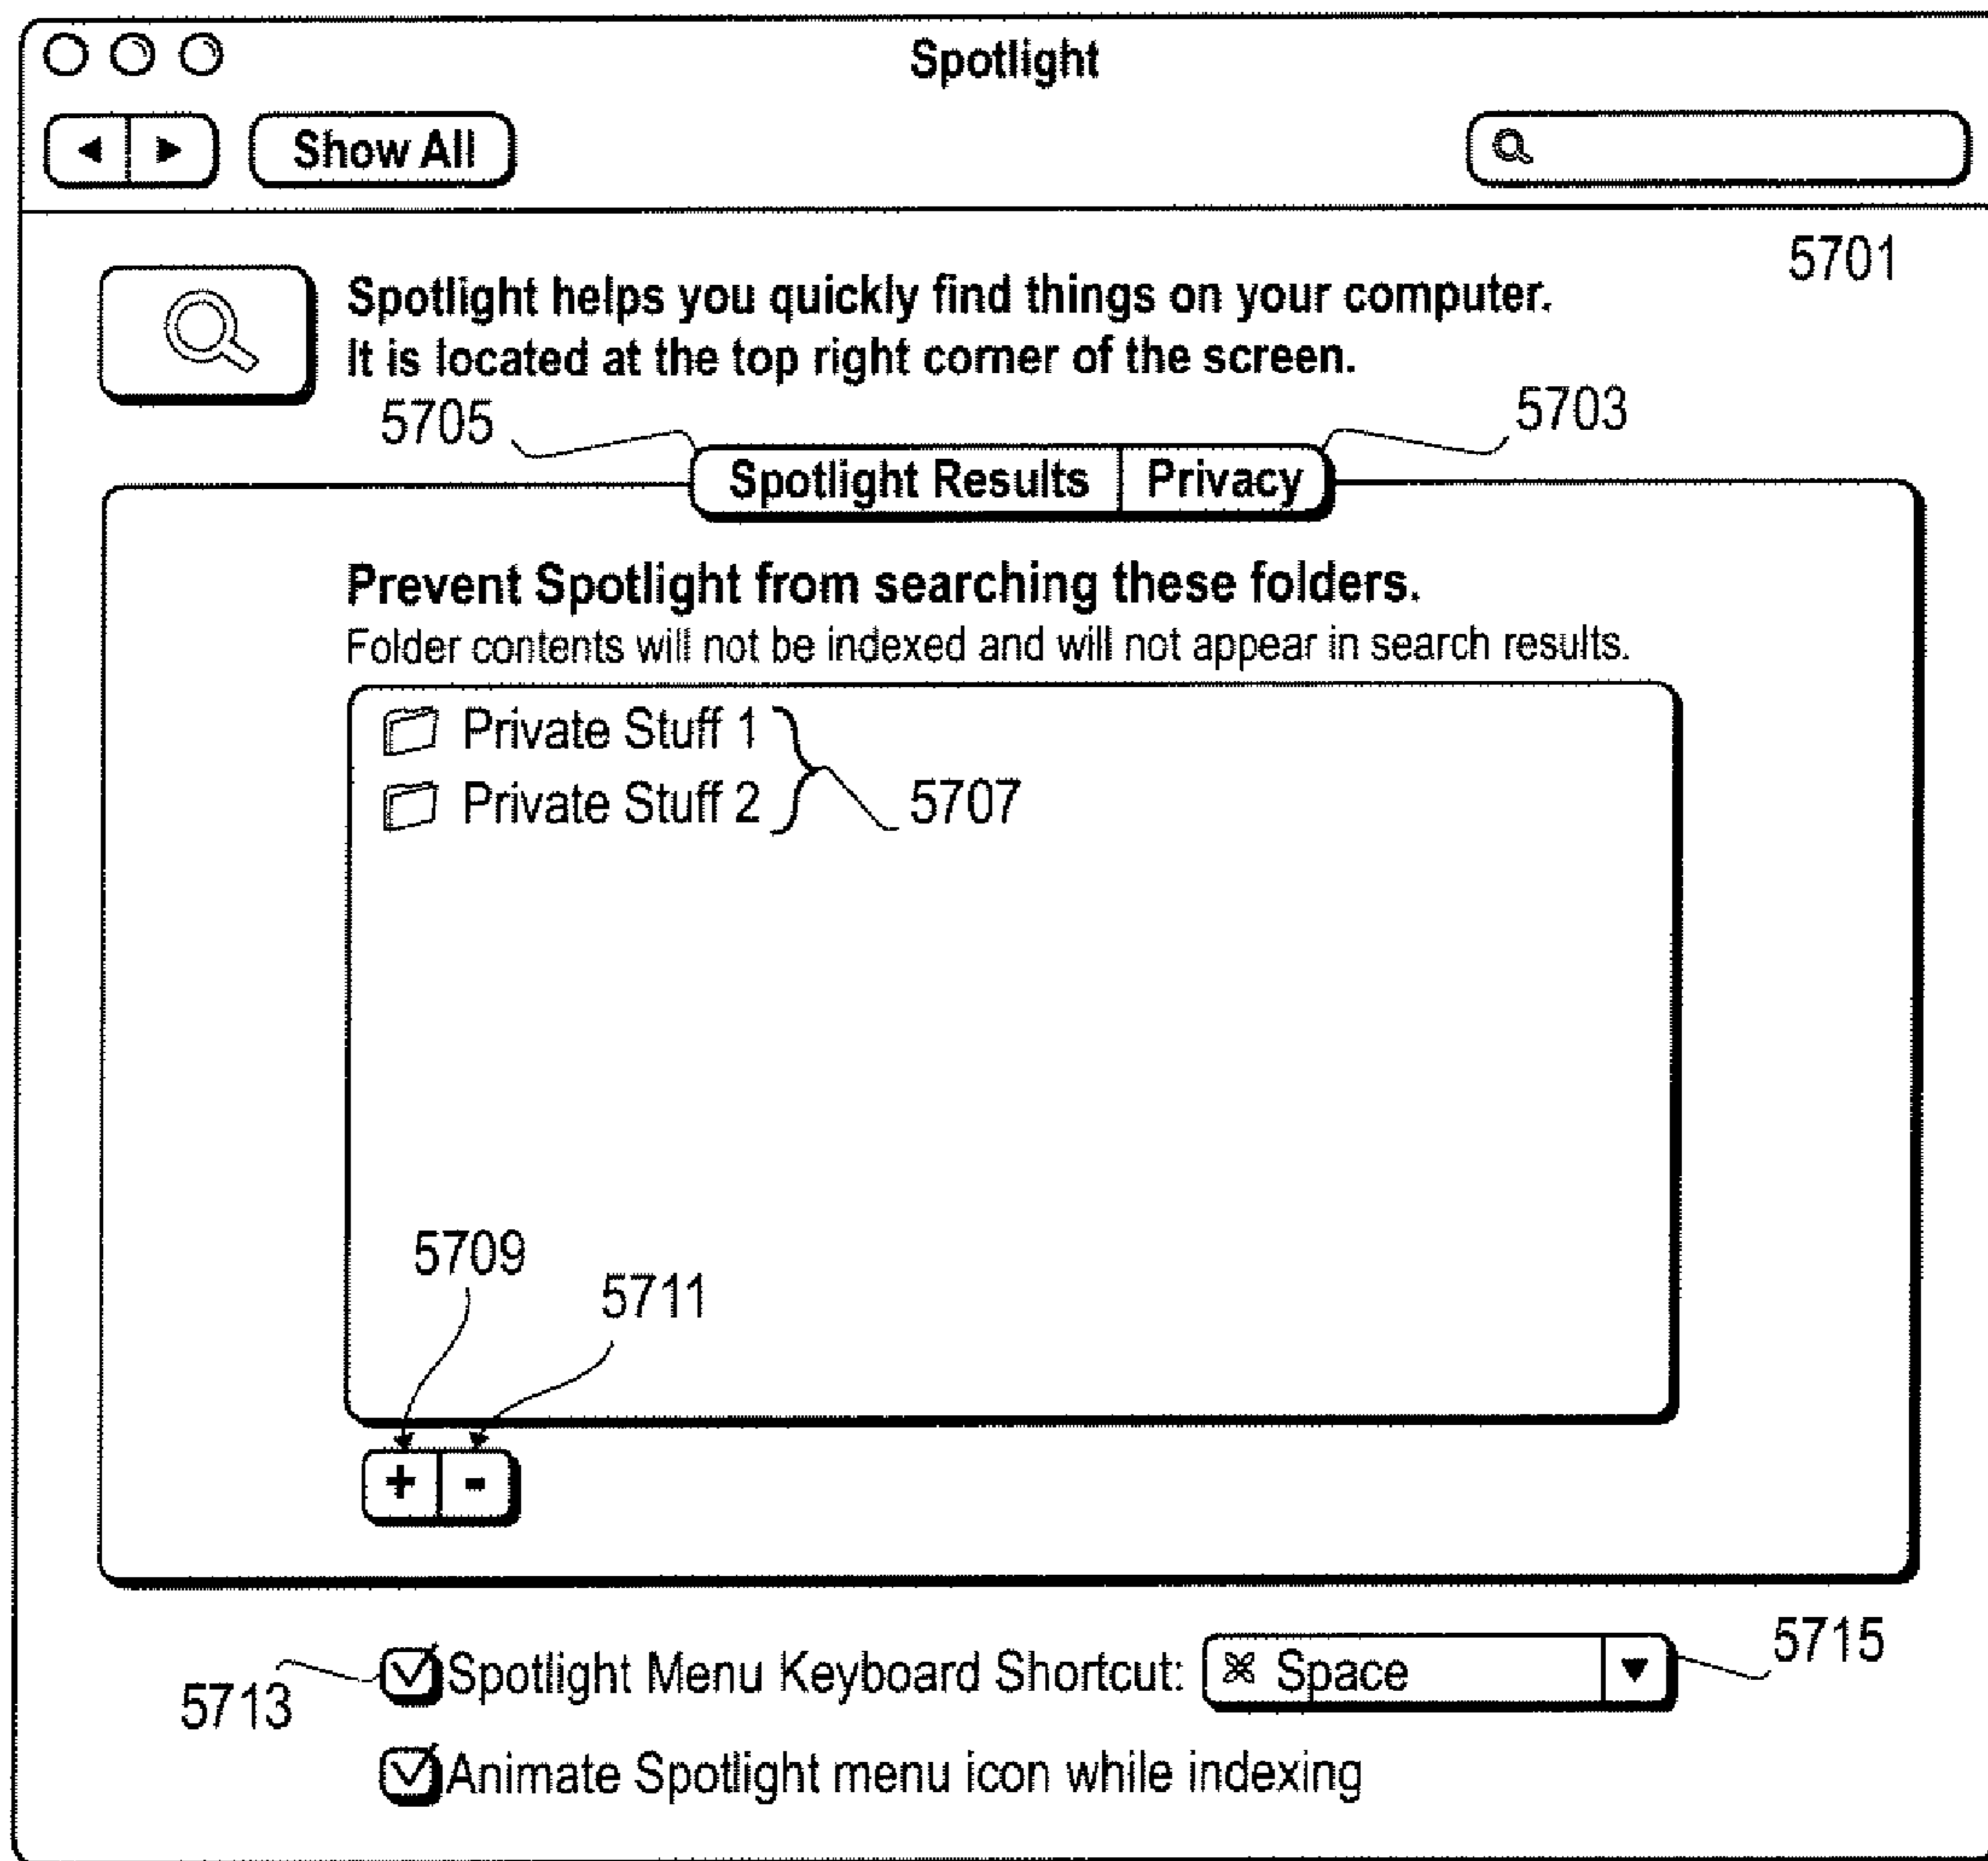 Spotlight
Show All
5701
Spotlight helps you quickly find things on your computer.
It is located at the top right corner of the screen.
5705
5703
Spotlight Results Privacy
Prevent Spotlight from searching these folders.
Folder contents will not be indexed and will not appear in search results.
Private Stuff 1
Private Stuff 2
5707
5709
5711
+ -
5713
Spotlight Menu Keyboard Shortcut: ⌘ Space
5715
Animate Spotlight menu icon while indexing